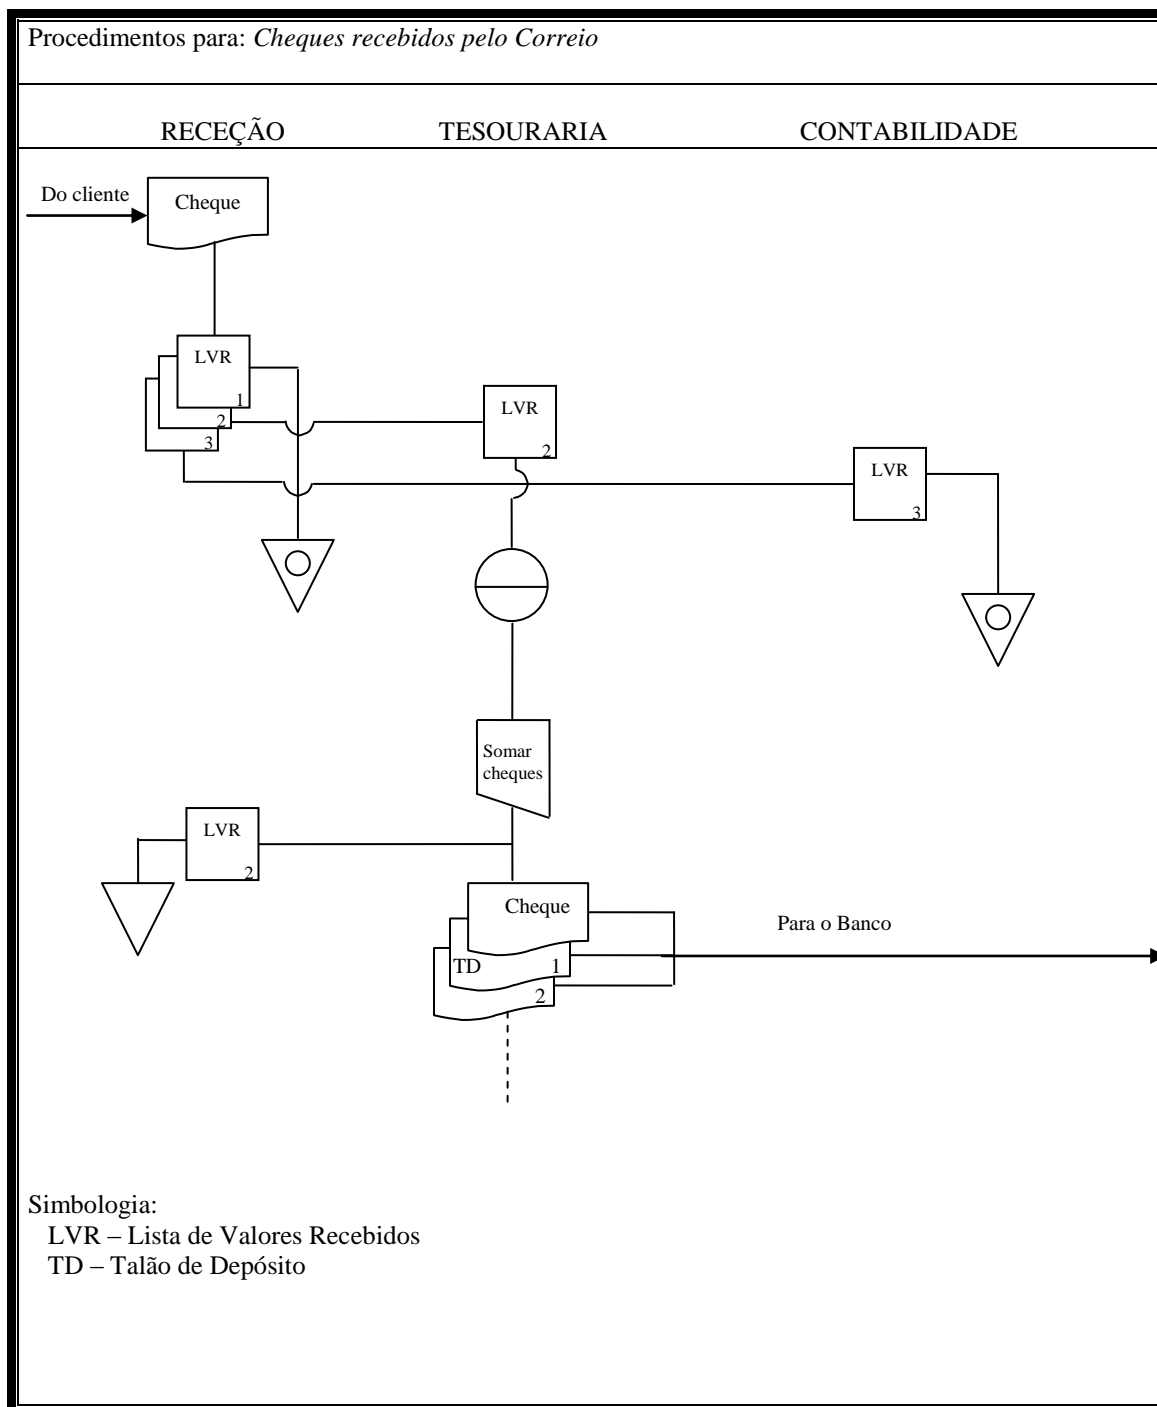 Procedimentos para: Cheques recebidos pelo Correio
RECEÇÃO TESOURARIA CONTABILIDADE
Do cliente
Cheque
LVR
1
2
3
LVR
2
LVR
3
Somar
cheques
LVR
2
Cheque
TD 1
2
Para o Banco
Simbologia:
LVR – Lista de Valores Recebidos
TD – Talão de Depósito